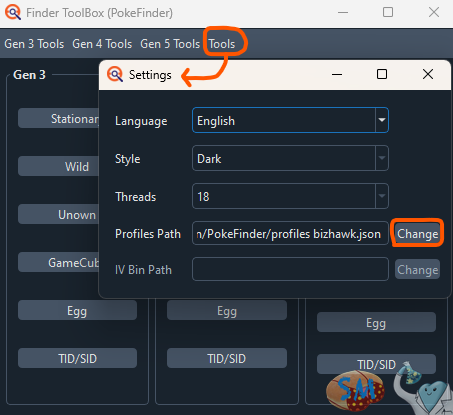 Finder ToolBox (PokeFinder)
Gen 3 Tools Gen 4 Tools Gen 5 Tools Tools
Gen 3
Settings
Language English
Style Dark
Threads 18
Profiles Path n/PokeFinder/profiles bizhawk.json Change
IV Bin Path Change
Stationar
Wild
Unown
GameCub
Egg Egg Egg
TID/SID TID/SID TID/SID